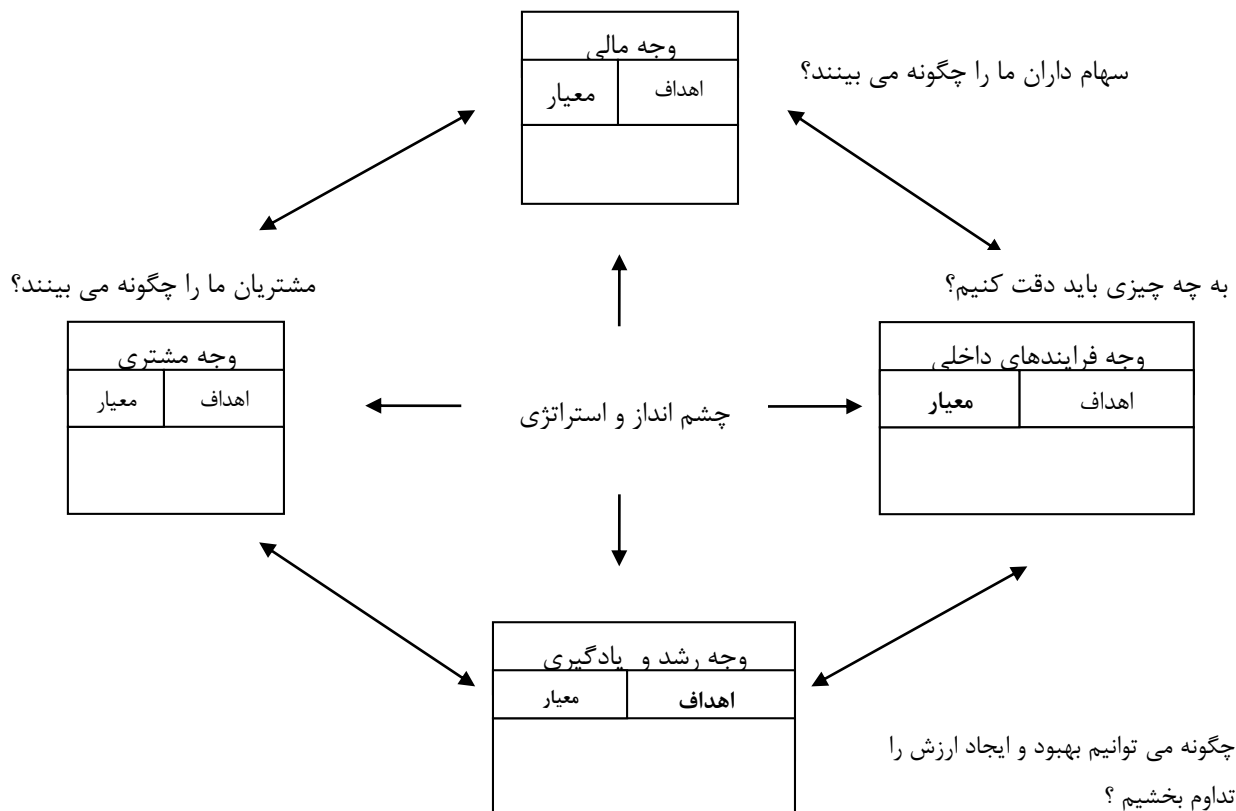 وجه مالی
اهداف معیار
سهام داران ما را چگونه می بینند؟
به چه چیزی باید دقت کنیم؟
مشتریان ما را چگونه می بینند؟
وجه فرایندهای داخلی
اهداف معیار
وجه مشتری
اهداف معیار
چشم انداز و استراتژی
وجه رشد و یادگیری
اهداف معیار
چگونه می توانیم بهبود و ایجاد ارزش را
تداوم بخشیم ؟